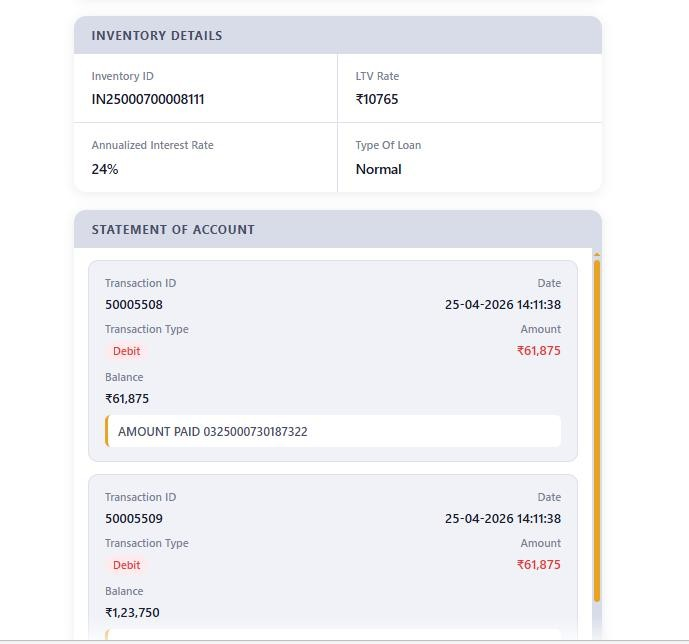 INVENTORY DETAILS
Inventory ID
LTV Rate
IN25000700008111
₹10765
Annualized Interest Rate
Type Of Loan
24%
Normal
STATEMENT OF ACCOUNT
Transaction ID
Date
50005508
25-04-2026 14:11:38
Transaction Type
Amount
Debit
₹61,875
Balance
₹61,875
AMOUNT PAID 0325000730187322
Transaction ID
Date
50005509
25-04-2026 14:11:38
Transaction Type
Amount
Debit
₹61,875
Balance
₹1,23,750